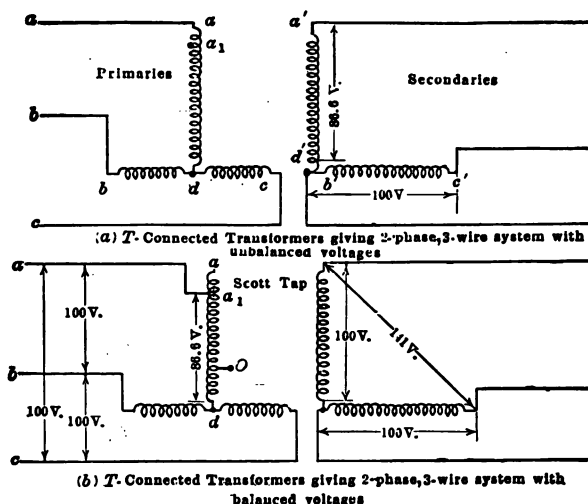 a a a'
a₁
Primaries Secondaries
86.6 V.
b
d'
b d c b' c'
100 V
c
(a) T- Connected Transformers giving 2-phase,3-wire system with
unbalanced voltages
a a
Scott Tap
a₁
100 V. 86.6 V. 100 V. 141 V.
O
b
100 V. 100 V.
d
100 V.
c
(b) T- Connected Transformers giving 2-phase,3-wire system with
balanced voltages